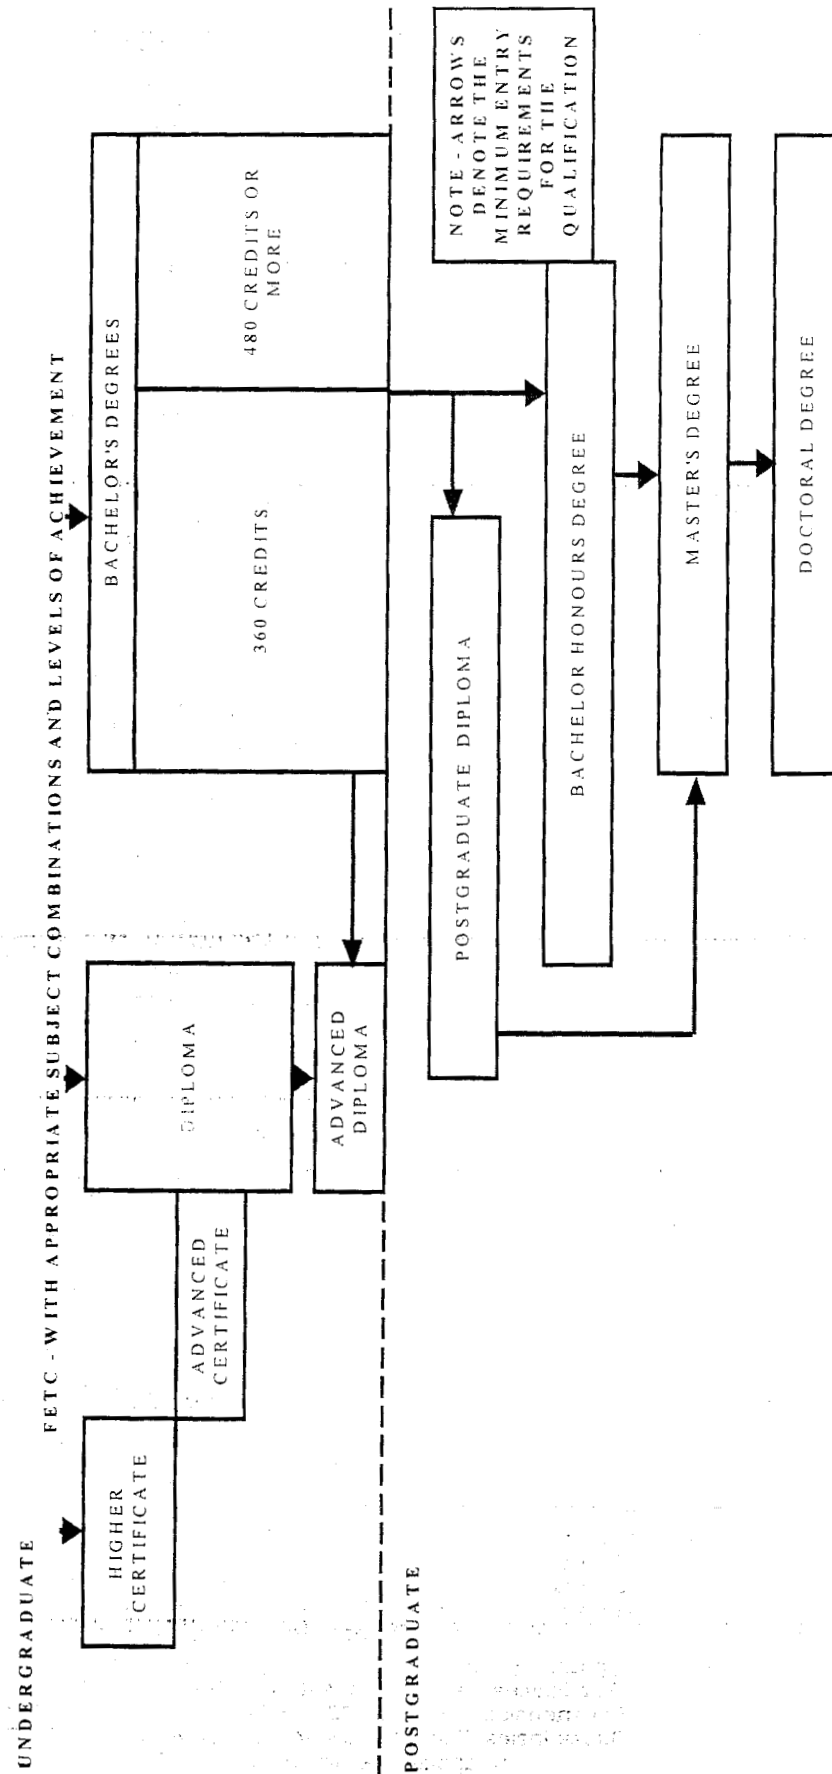 UNDERGRADUATE
FETC - WITH APPROPRIATE SUBJECT COMBINATIONS AND LEVELS OF ACHIEVEMENT
HIGHER
CERTIFICATE
ADVANCED
CERTIFICATE
DIPLOMA
ADVANCED
DIPLOMA
BACHELOR'S DEGREES
360 CREDITS
480 CREDITS OR
MORE
POSTGRADUATE
POSTGRADUATE DIPLOMA
NOTE - ARROWS
DENOTE THE
MINIMUM ENTRY
REQUIREMENTS
FOR THE
QUALIFICATION
BACHELOR HONOURS DEGREE
MASTER'S DEGREE
DOCTORAL DEGREE